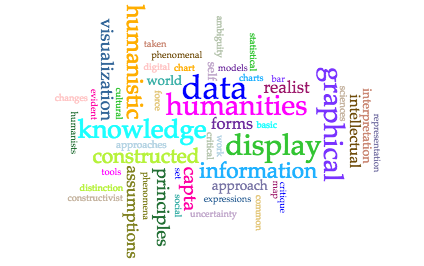 humanistic
visualization
taken
phenomenal
ambiguity
statistical
digital
chart
self
models
world
data
charts
bar
realist
graphical
changes
evident
cultural
force
humanities
sciences
intellectual
interpretation
representation
humanists
knowledge
forms
basic
critical
work
display
approaches
constructed
information
tools
assumptions
phenomena
principles
set
capta
social
approach
map
critique
distinction
constructivist
expressions
uncertainty
common